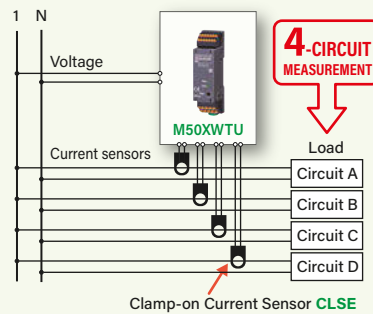 1 N
Voltage
M50XWTU
4-CIRCUIT
MEASUREMENT
Load
Current sensors
Circuit A
Circuit B
Circuit C
Circuit D
Clamp-on Current Sensor CLSE